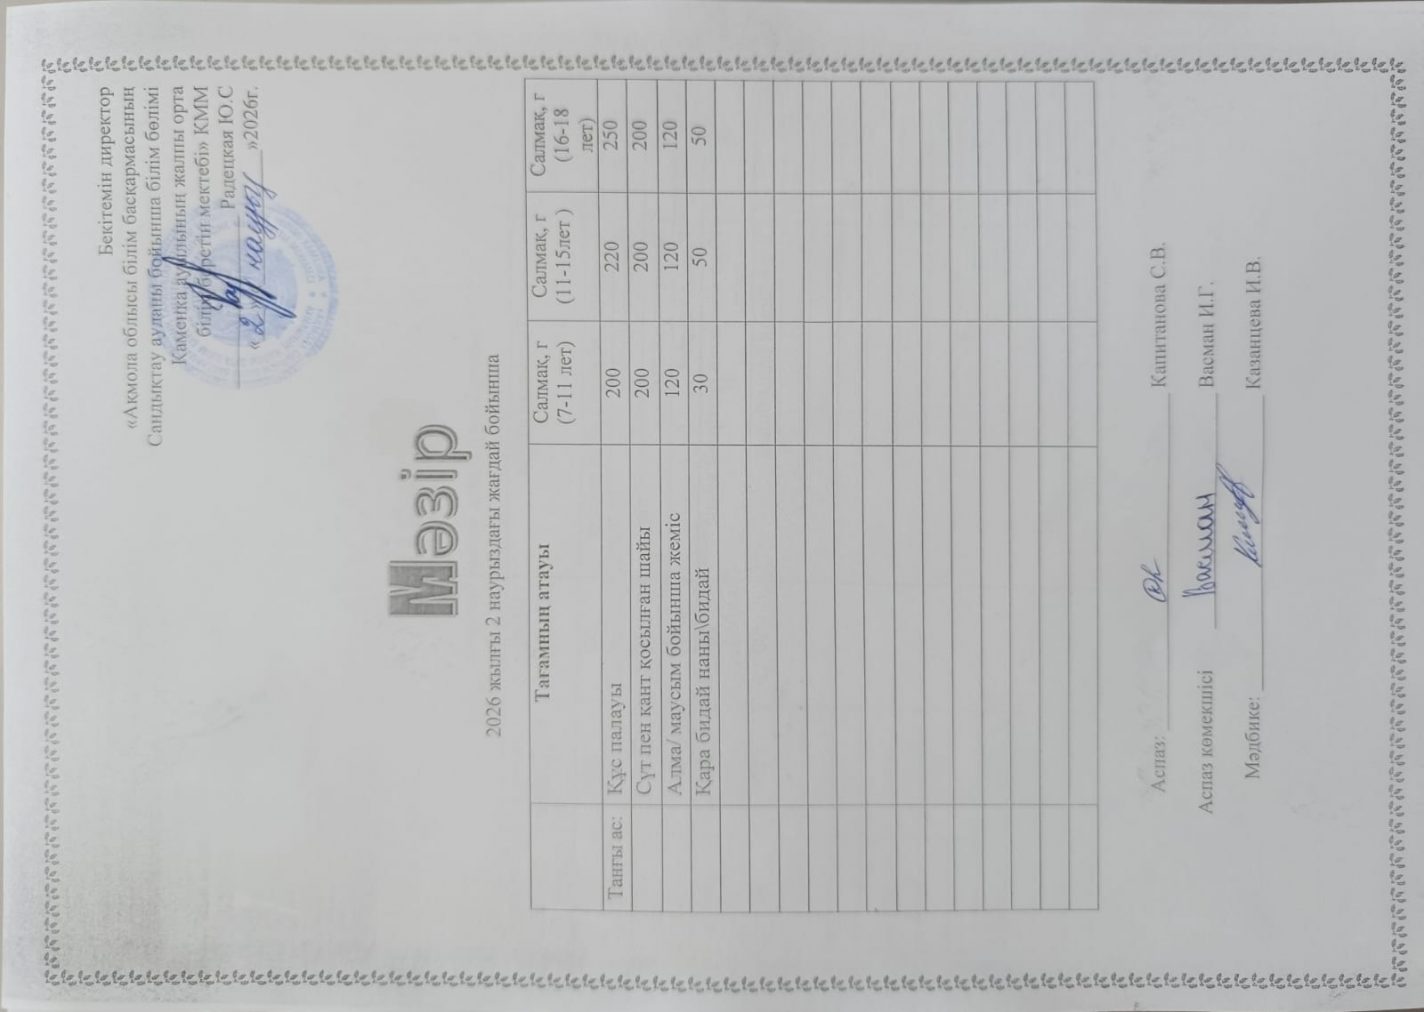 Бекітемін директор
«Ақмола облысы білім басқармасының
Сандықтау ауданы бойынша білім бөлімі
Каменка ауылының жалпы орта
білім беретін мектебі» КММ
Радецкая Ю.С
« 2 » наурыз »2026г.
Мәзір
2026 жылғы 2 наурыздағы жағдай бойынша
Тағамның атауы Салмақ, г (7-11 лет) Салмақ, г (11-15лет ) Салмақ, г (16-18 лет)
Таңғы ас: Құс палауы 200 220 250
Сүт пен қант қосылған шайы 200 200 200
Алма/ маусым бойынша жеміс 120 120 120
Қара бидай наны\бидай 30 50 50
Аспаз: Капитанова С.В.
Аспаз көмекшісі Васман Васман И.Г.
Мәдбике: Казанцева И.В.